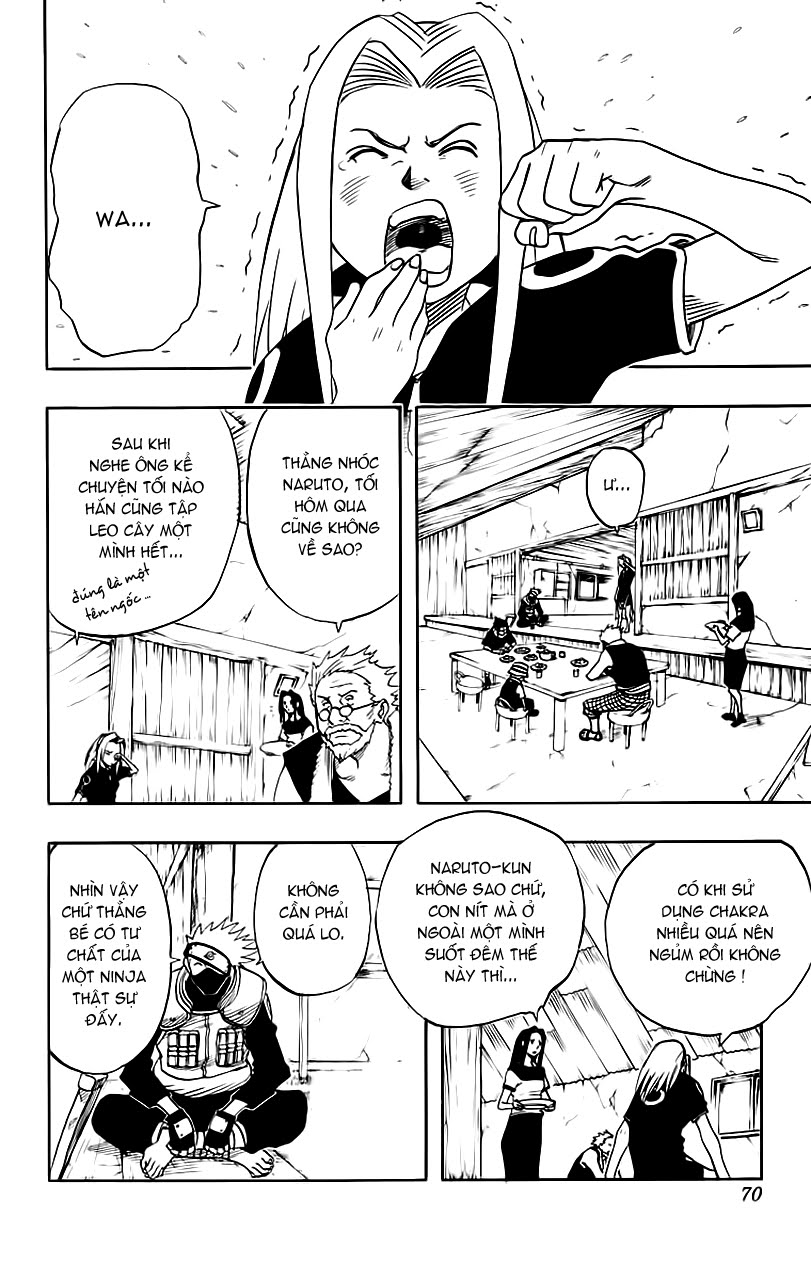 WA...
Ư...
THẰNG NHÓC
NARUTO, TỐI
HÔM QUA
CŨNG KHÔNG
VỀ SAO?
SAU KHI
NGHE ÔNG KỂ
CHUYỆN TỐI NÀO
HẮN CŨNG TẬP
LEO CÂY MỘT
MÌNH HẾT...
đúng là một
tên ngốc...
CÓ KHI SỬ
DỤNG CHAKRA
NHIỀU QUÁ NÊN
NGỦM RỒI KHÔNG
CHỪNG !
NARUTO-KUN
KHÔNG SAO CHỨ,
CON NÍT MÀ Ở
NGOÀI MỘT MÌNH
SUỐT ĐÊM THẾ
NÀY THÌ...
KHÔNG
CẦN PHẢI
QUÁ LO.
NHÌN VẬY
CHỨ THẰNG
BÉ CÓ TƯ
CHẤT CỦA
MỘT NINJA
THẬT SỰ
ĐẤY.
70